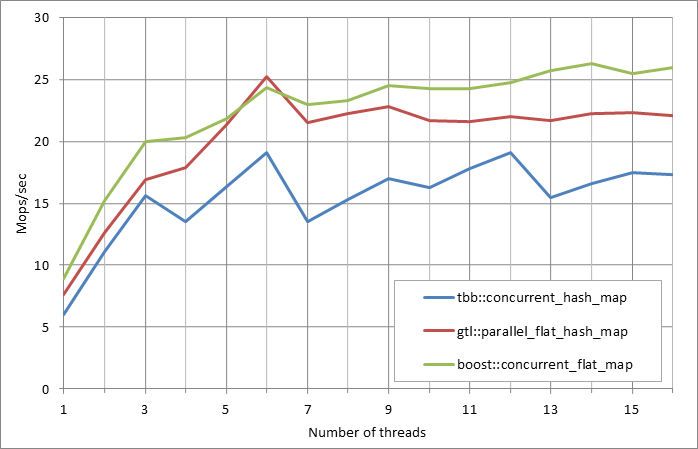 30
25
20
15
10
5
0
Mops/sec
tbb::concurrent_hash_map
gtl::parallel_flat_hash_map
boost::concurrent_flat_map
1 3 5 7 9 11 13 15
Number of threads